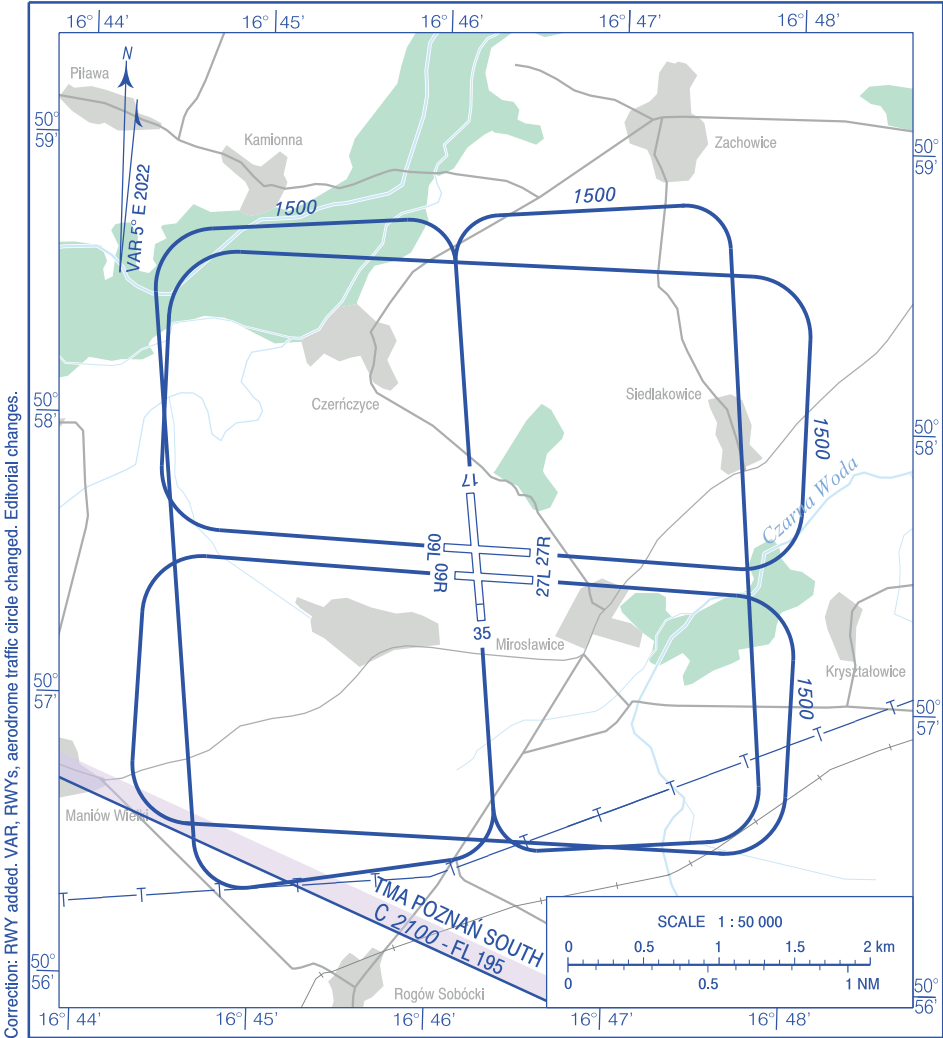 16° 44'
16° 45'
16° 46'
16° 47'
16° 48'
N
Piława
50°
59'
Kamionna
Zachowice
50°
59'
VAR 5° E 2022
1500
1500
50°
58'
Czerńczyce
Siedlakowice
1500
50°
58'
Czarna Woda
17
09L
27R
09R
27L
35
Mirosławice
Kryształowice
50°
57'
1500
50°
57'
T
T
T
T
T
T
T
T
T
T
T
T
Maniów Wielki
TMA POZNAŃ SOUTH
C 2100 - FL 195
50°
56'
Rogów Sobócki
SCALE 1 : 50 000
0 0.5 1 1.5 2 km
0 0.5 1 NM
50°
56'
16° 44'
16° 45'
16° 46'
16° 47'
16° 48'
Correction: RWY added. VAR, RWYs, aerodrome traffic circle changed. Editorial changes.